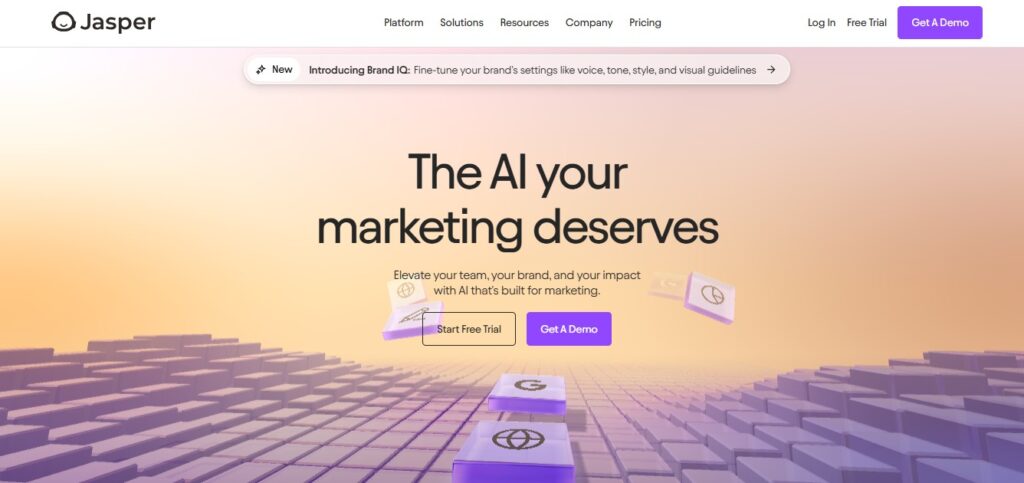 Jasper
Platform Solutions Resources Company Pricing
Log In Free Trial Get A Demo
New Introducing Brand IQ: Fine-tune your brand's settings like voice, tone, style, and visual guidelines →
The AI your
marketing deserves
Elevate your team, your brand, and your impact
with AI that's built for marketing.
Start Free Trial Get A Demo
G